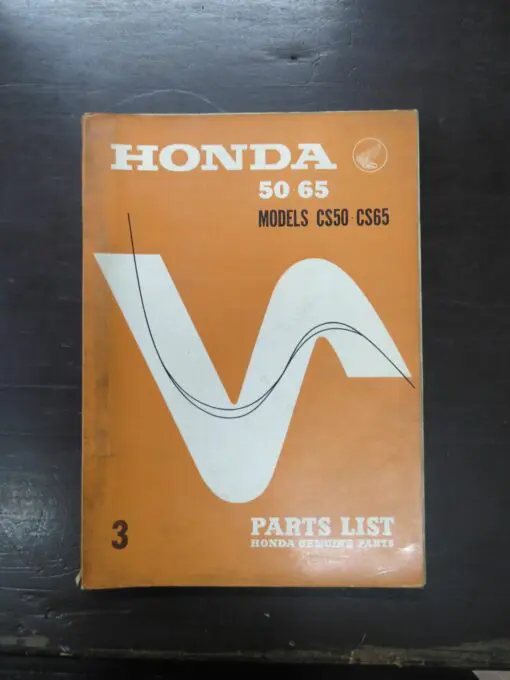 HONDA
50 65
MODELS CS50·CS65
3
PARTS LIST
HONDA GENUINE PARTS